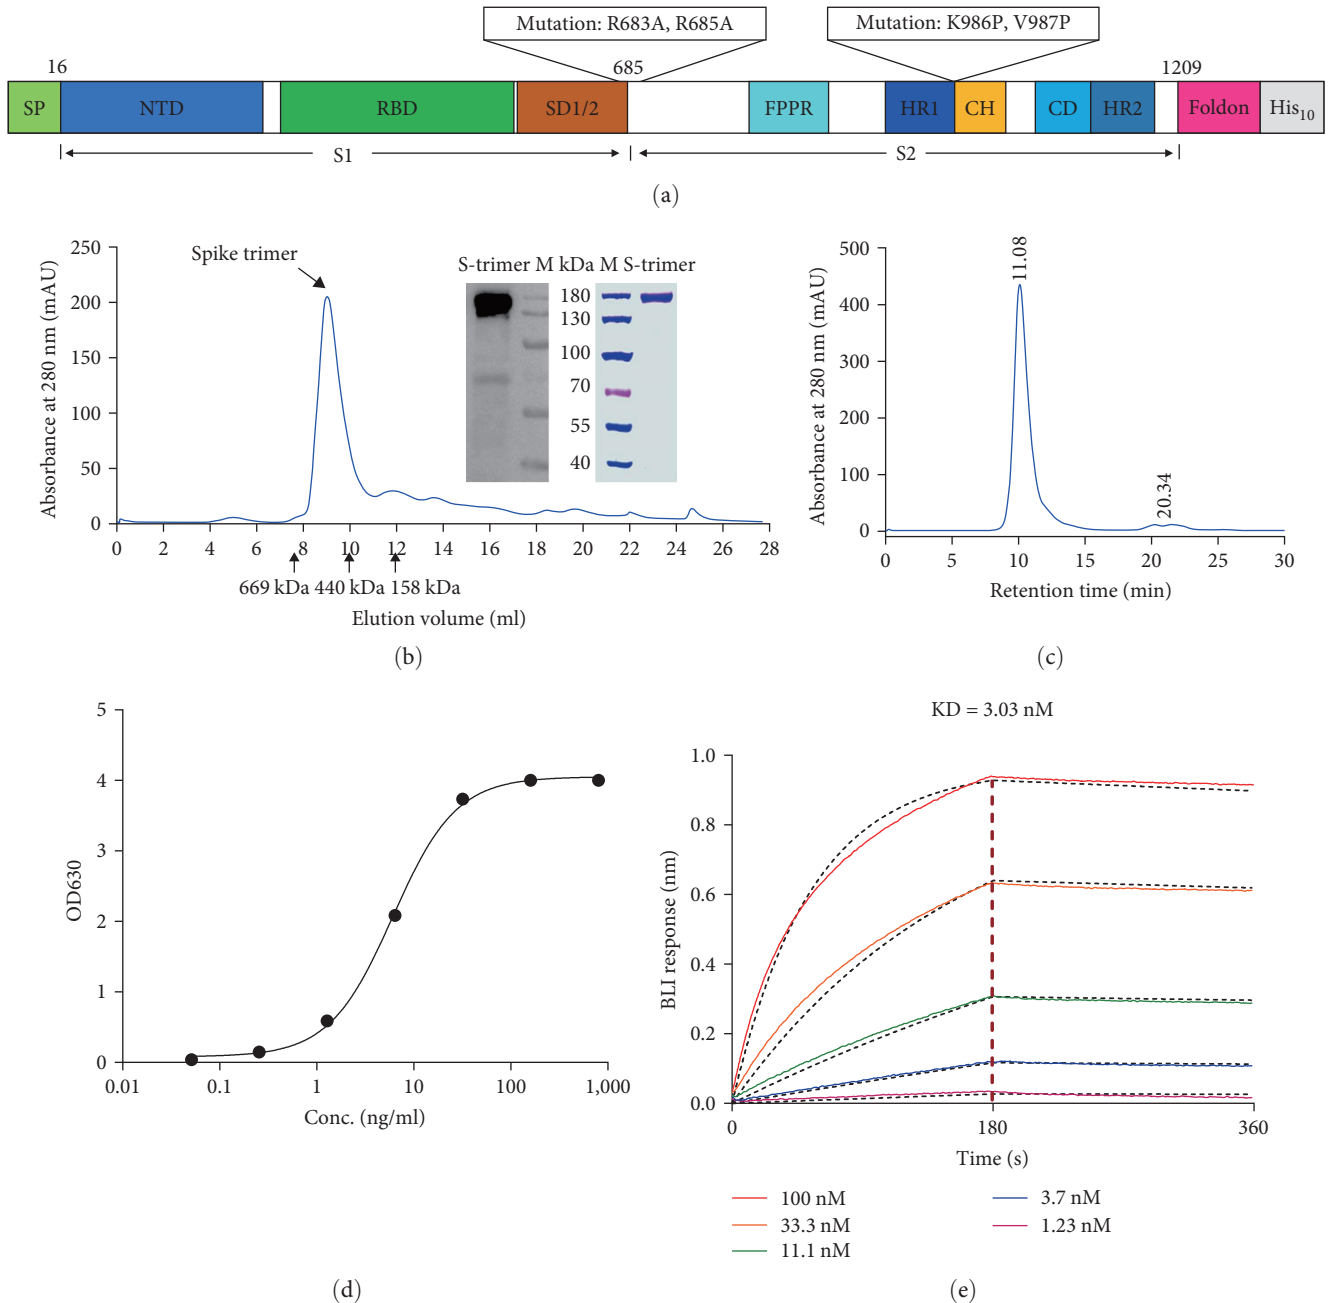 Mutation: R683A, R685A
Mutation: K986P, V987P
16
685
1209
SP
NTD
RBD
SD1/2
FPPR
HR1
CH
CD
HR2
Foldon
His10
S1
S2
(a)
250
200
150
100
50
0
Absorbance at 280 nm (mAU)
Spike trimer
S-trimer M kDa M S-trimer
180
130
100
70
55
40
0 2 4 6 8 10 12 14 16 18 20 22 24 26 28
669 kDa 440 kDa 158 kDa
Elution volume (ml)
(b)
500
400
300
200
100
0
Absorbance at 280 nm (mAU)
11.08
20.34
0 5 10 15 20 25 30
Retention time (min)
(c)
5
4
3
2
1
0
OD630
0.01 0.1 1 10 100 1,000
Conc. (ng/ml)
(d)
KD = 3.03 nM
1.0
0.8
0.6
0.4
0.2
0.0
BLI response (nm)
0 180 360
Time (s)
100 nM
33.3 nM
11.1 nM
3.7 nM
1.23 nM
(e)